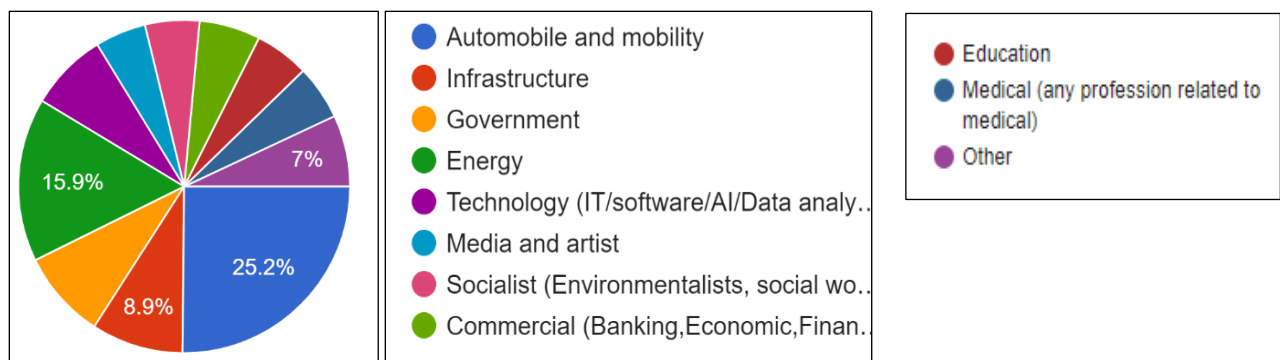 7%
15.9%
25.2%
8.9%
Automobile and mobility
Infrastructure
Government
Energy
Technology (IT/software/AI/Data analy...
Media and artist
Socialist (Environmentalists, social wo...
Commercial (Banking,Economic,Finan...
Education
Medical (any profession related to
medical)
Other